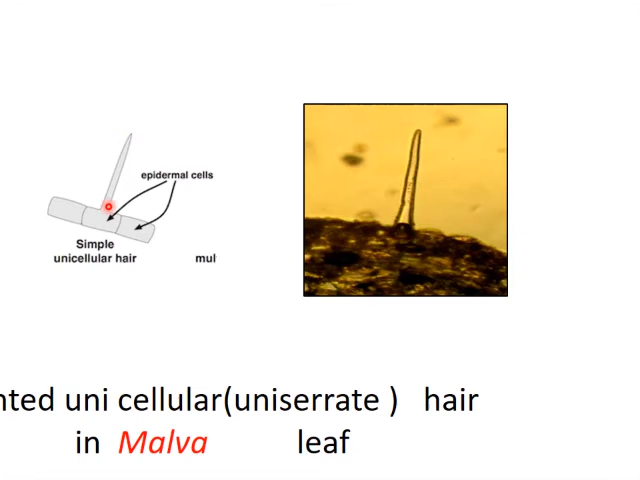 epidermal cells
Simple
unicellular hair
mul
nted uni cellular(uniserrate ) hair
in Malva leaf